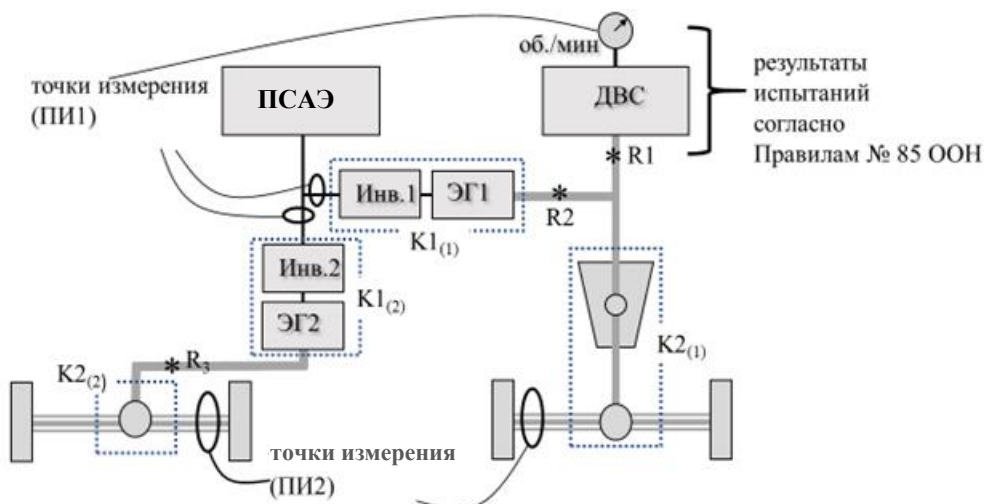 об./мин
точки измерения
(ПИ1)
ПСАЭ
ДВС
результаты
испытаний
согласно
Правилам № 85 ООН
* R1
Инв.1
ЭГ1
*
R2
K1(1)
Инв.2
K1(2)
ЭГ2
K2(1)
* R3
K2(2)
точки измерения
(ПИ2)